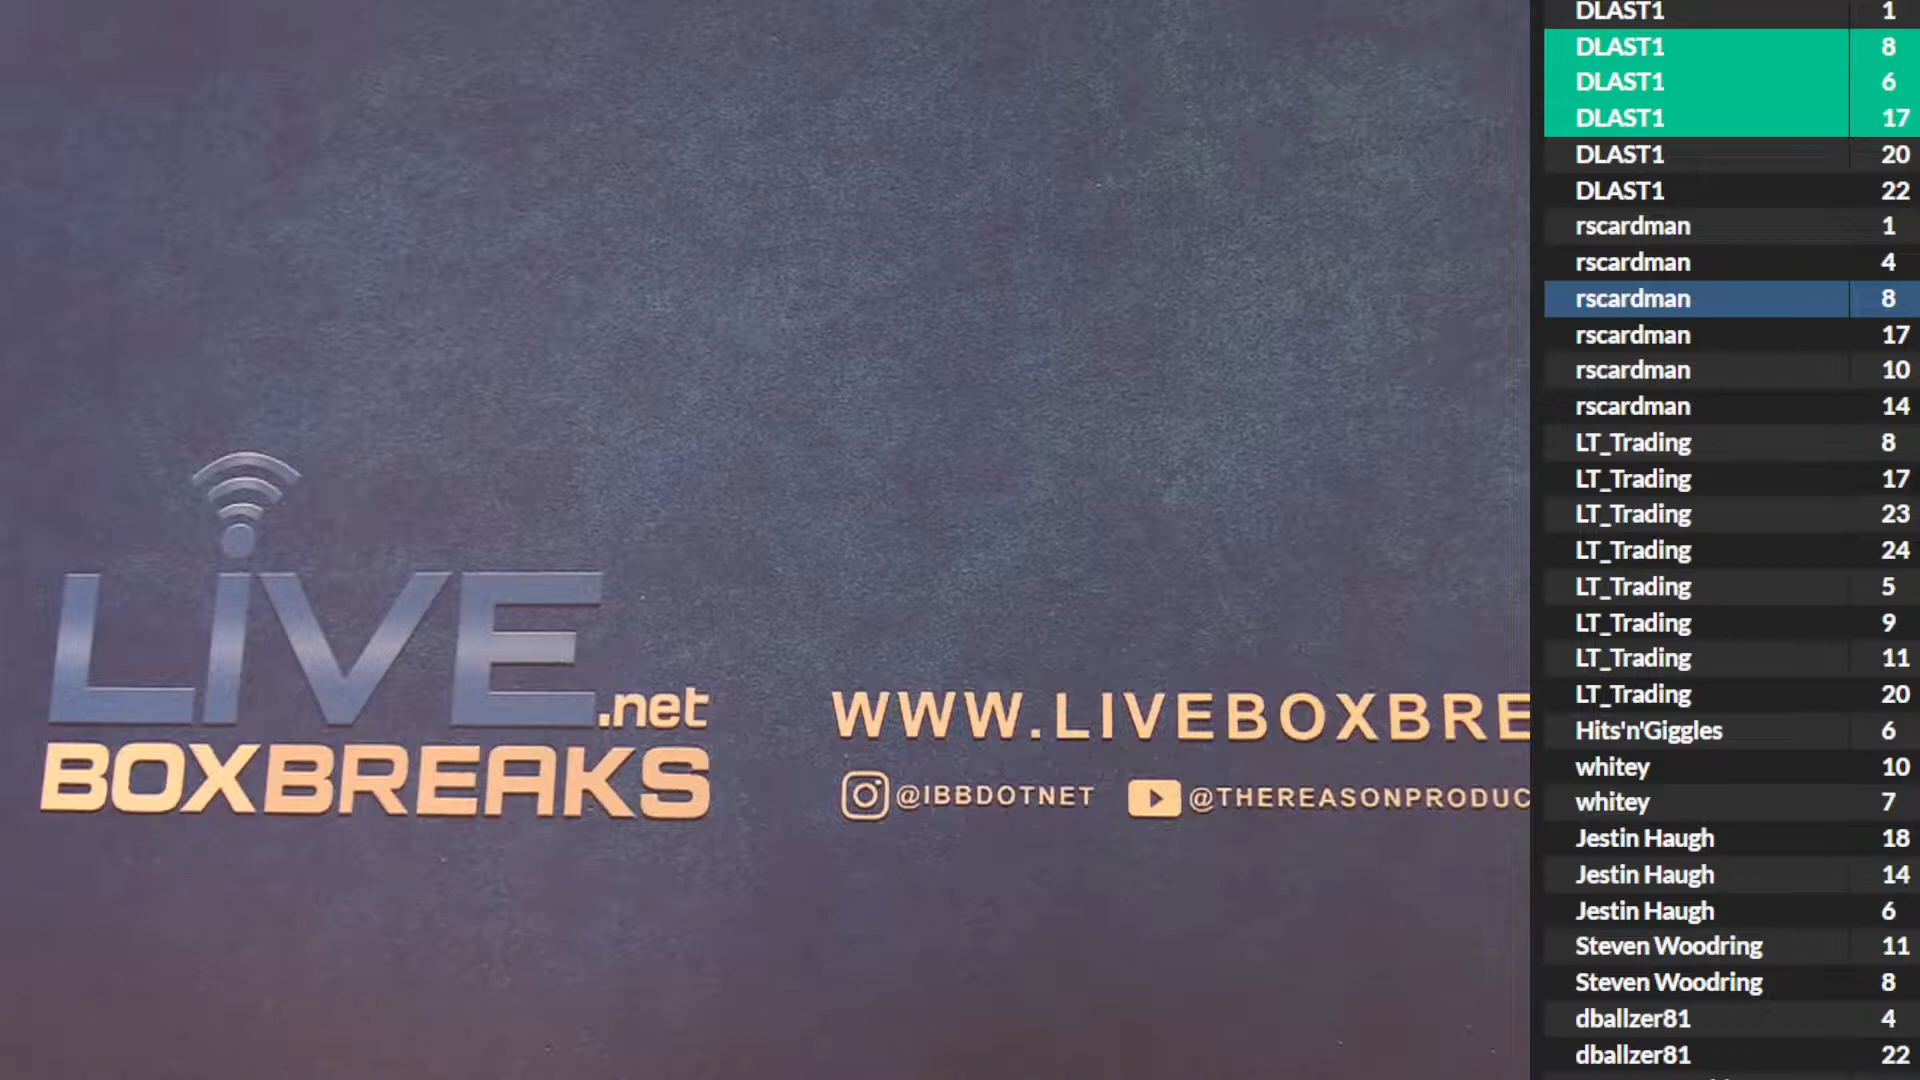 LIVE.net
BOXBREAKS
WWW.LIVEBOXBRE
@IBBDOTNET @THEREASONPRODUC
DLAST1 1
DLAST1 8
DLAST1 6
DLAST1 17
DLAST1 20
DLAST1 22
rscardman 1
rscardman 4
rscardman 8
rscardman 17
rscardman 10
rscardman 14
LT_Trading 8
LT_Trading 17
LT_Trading 23
LT_Trading 24
LT_Trading 5
LT_Trading 9
LT_Trading 11
LT_Trading 20
Hits'n'Giggles 6
whitey 10
whitey 7
Jestin Haugh 18
Jestin Haugh 14
Jestin Haugh 6
Steven Woodring 11
Steven Woodring 8
dballzer81 4
dballzer81 22